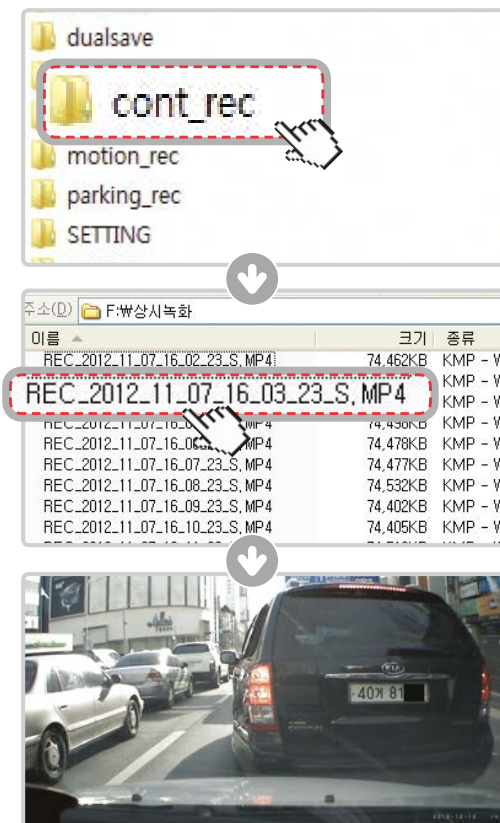 dualsave
cont_rec
motion_rec
parking_rec
SETTING
주소(D) F:₩상시녹화
이름 크기 종류
REC_2012_11_07_16_02_23_S.MP4 74,462KB KMP - W
REC_2012_11_07_16_03_23_S.MP4 KMP - W
KMP - W
74,498KB KMP - W
74,478KB KMP - W
REC_2012_11_07_16_07_23_S.MP4 74,477KB KMP - W
REC_2012_11_07_16_08_23_S.MP4 74,532KB KMP - W
REC_2012_11_07_16_09_23_S.MP4 74,402KB KMP - W
REC_2012_11_07_16_10_23_S.MP4 74,405KB KMP - W
KIA
81